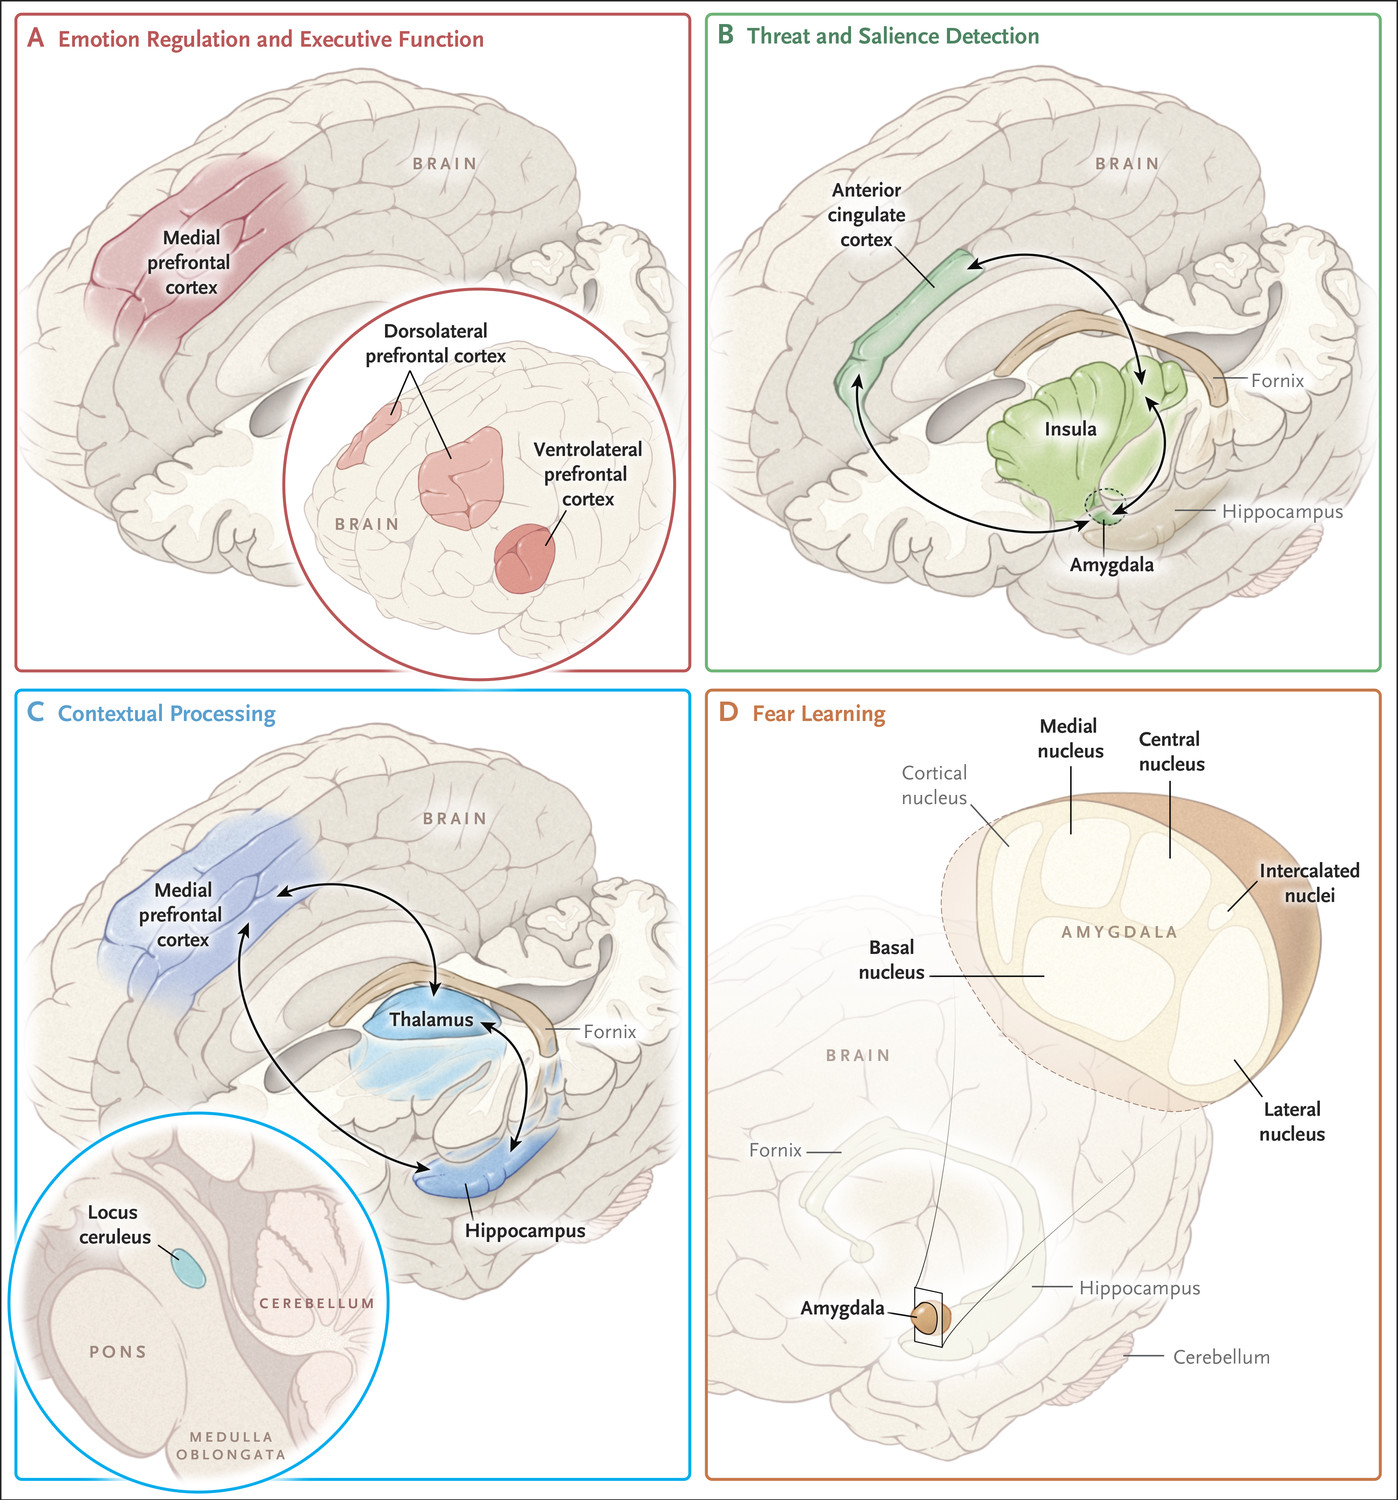 A Emotion Regulation and Executive Function
BRAIN
Medial
prefrontal
cortex
Dorsolateral
prefrontal cortex
Ventrolateral
prefrontal
cortex
BRAIN
B Threat and Salience Detection
BRAIN
Anterior
cingulate
cortex
Fornix
Insula
Hippocampus
Amygdala
C Contextual Processing
BRAIN
Medial
prefrontal
cortex
Thalamus
Fornix
Hippocampus
Locus
ceruleus
CEREBELLUM
PONS
MEDULLA
OBLONGATA
D Fear Learning
Medial
nucleus
Central
nucleus
Cortical
nucleus
Intercalated
nuclei
AMYGDALA
Basal
nucleus
BRAIN
Lateral
nucleus
Fornix
Hippocampus
Amygdala
Cerebellum